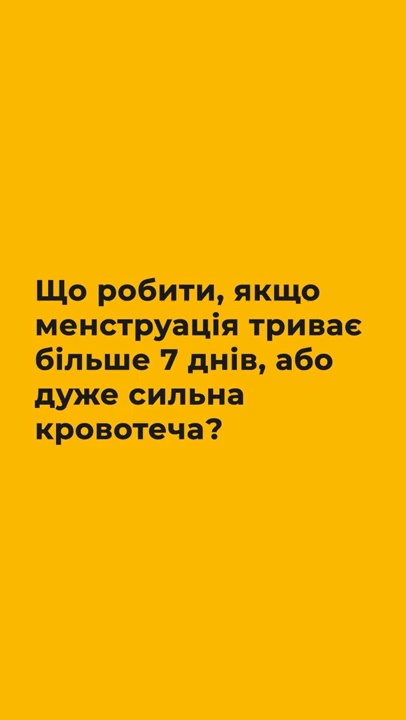 Що робити, якщо
менструація триває
більше 7 днів, або
дуже сильна
кровотеча?